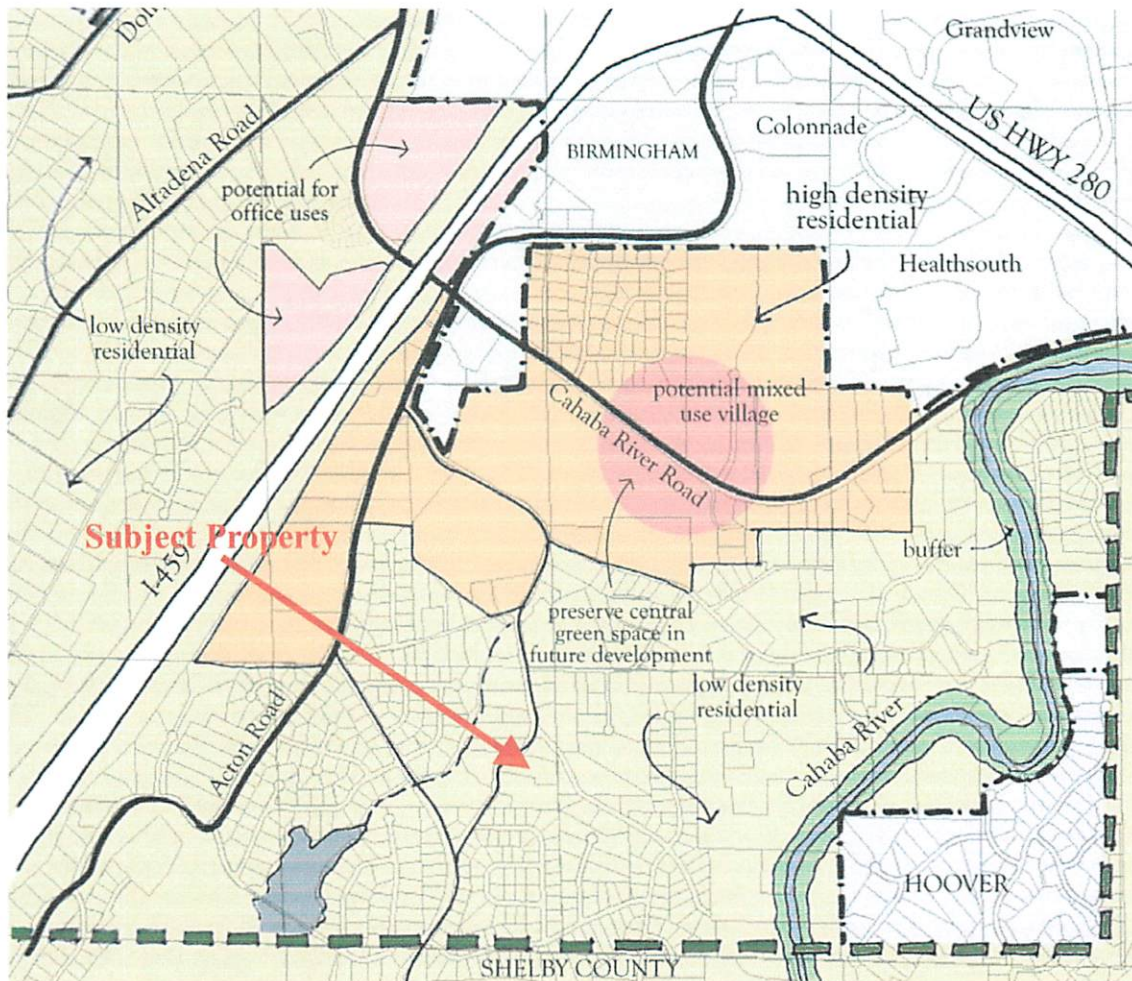 Grandview
US HWY 280
Colonnade
BIRMINGHAM
Altadena Road
potential for
office uses
high density
residential
Healthsouth
low density
residential
potential mixed
use village
Cahaba River Road
Subject Property
I-459
buffer
preserve central
green space in
future development
low density
residential
Acton Road
Cahaba River
HOOVER
SHELBY COUNTY